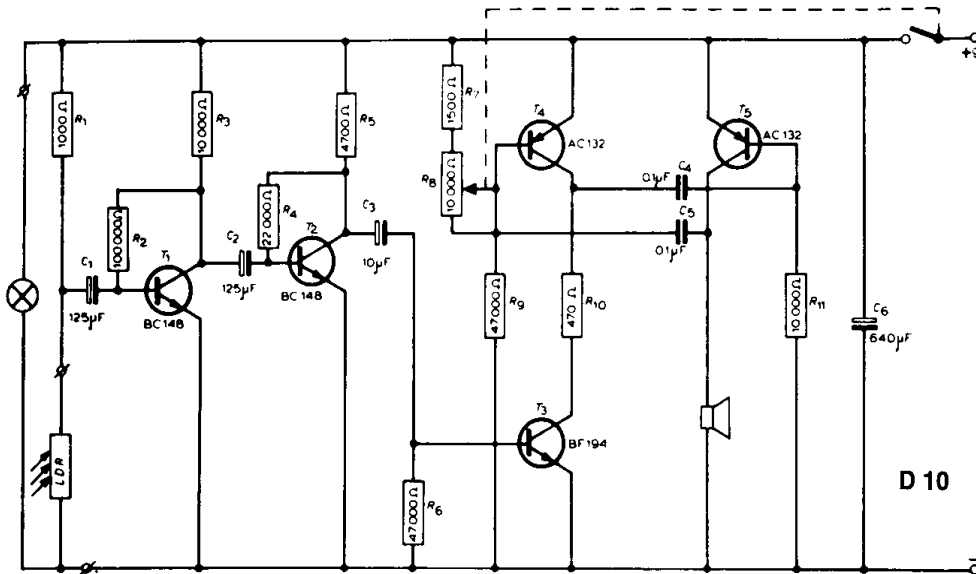 +9
R1
1000 Ω
R3
10 000 Ω
R5
4700 Ω
R7
1500 Ω
T4
AC 132
T5
AC 132
R8
10 000 Ω
C4
0.1µF
C5
0.1µF
R2
100 000 Ω
R4
22 000 Ω
C1
125µF
T1
BC 148
C2
125µF
T2
BC 148
C3
10µF
R9
47000 Ω
R10
470 Ω
R11
10 000 Ω
C6
640µF
LDR
T3
BF 194
R6
47000 Ω
D 10
–